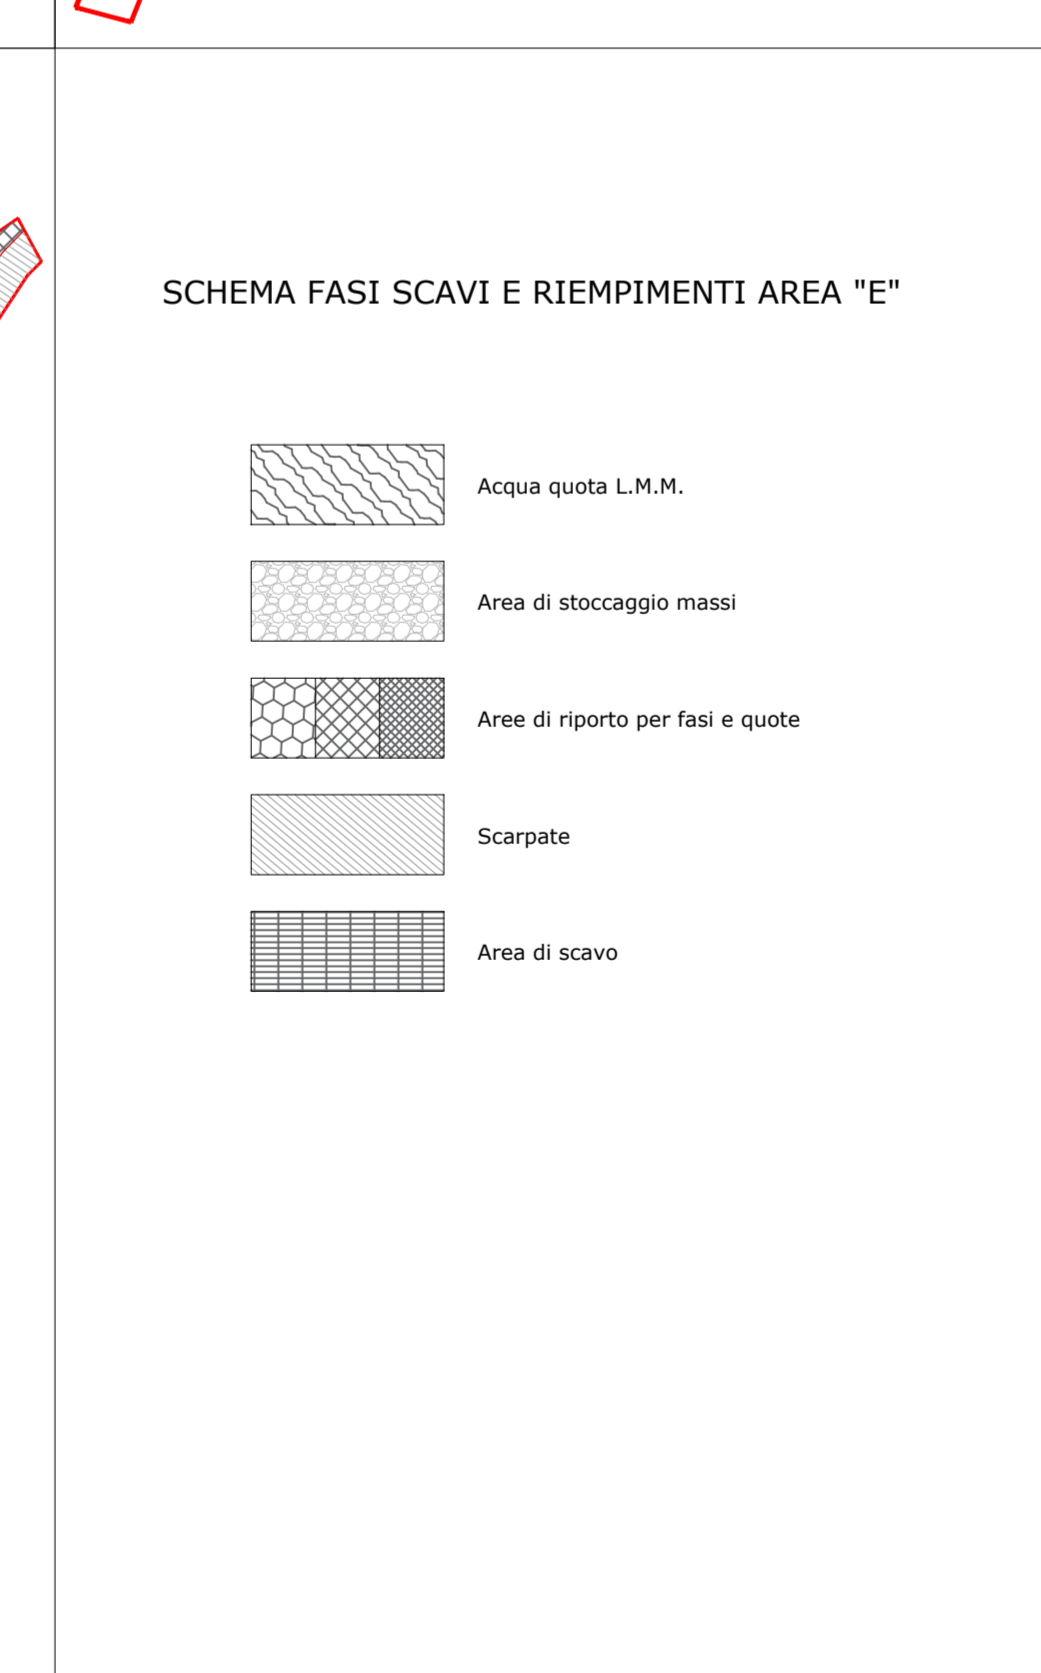 SCHEMA FASI SCAVI E RIEMPIMENTI AREA "E"
Acqua quota L.M.M.
Area di stoccaggio massi
Aree di riporto per fasi e quote
Scarpate
Area di scavo